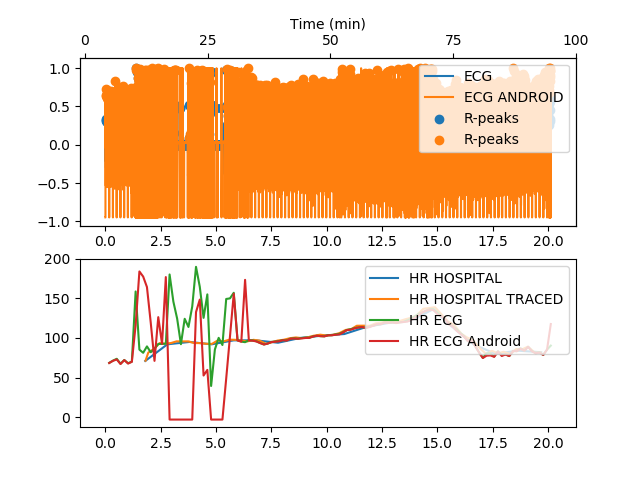 Time (min)
0 25 50 75 100
1.0
0.5
0.0
−0.5
−1.0
ECG
ECG ANDROID
R-peaks
R-peaks
0.0 2.5 5.0 7.5 10.0 12.5 15.0 17.5 20.0
200
150
100
50
0
HR HOSPITAL
HR HOSPITAL TRACED
HR ECG
HR ECG Android
0.0 2.5 5.0 7.5 10.0 12.5 15.0 17.5 20.0